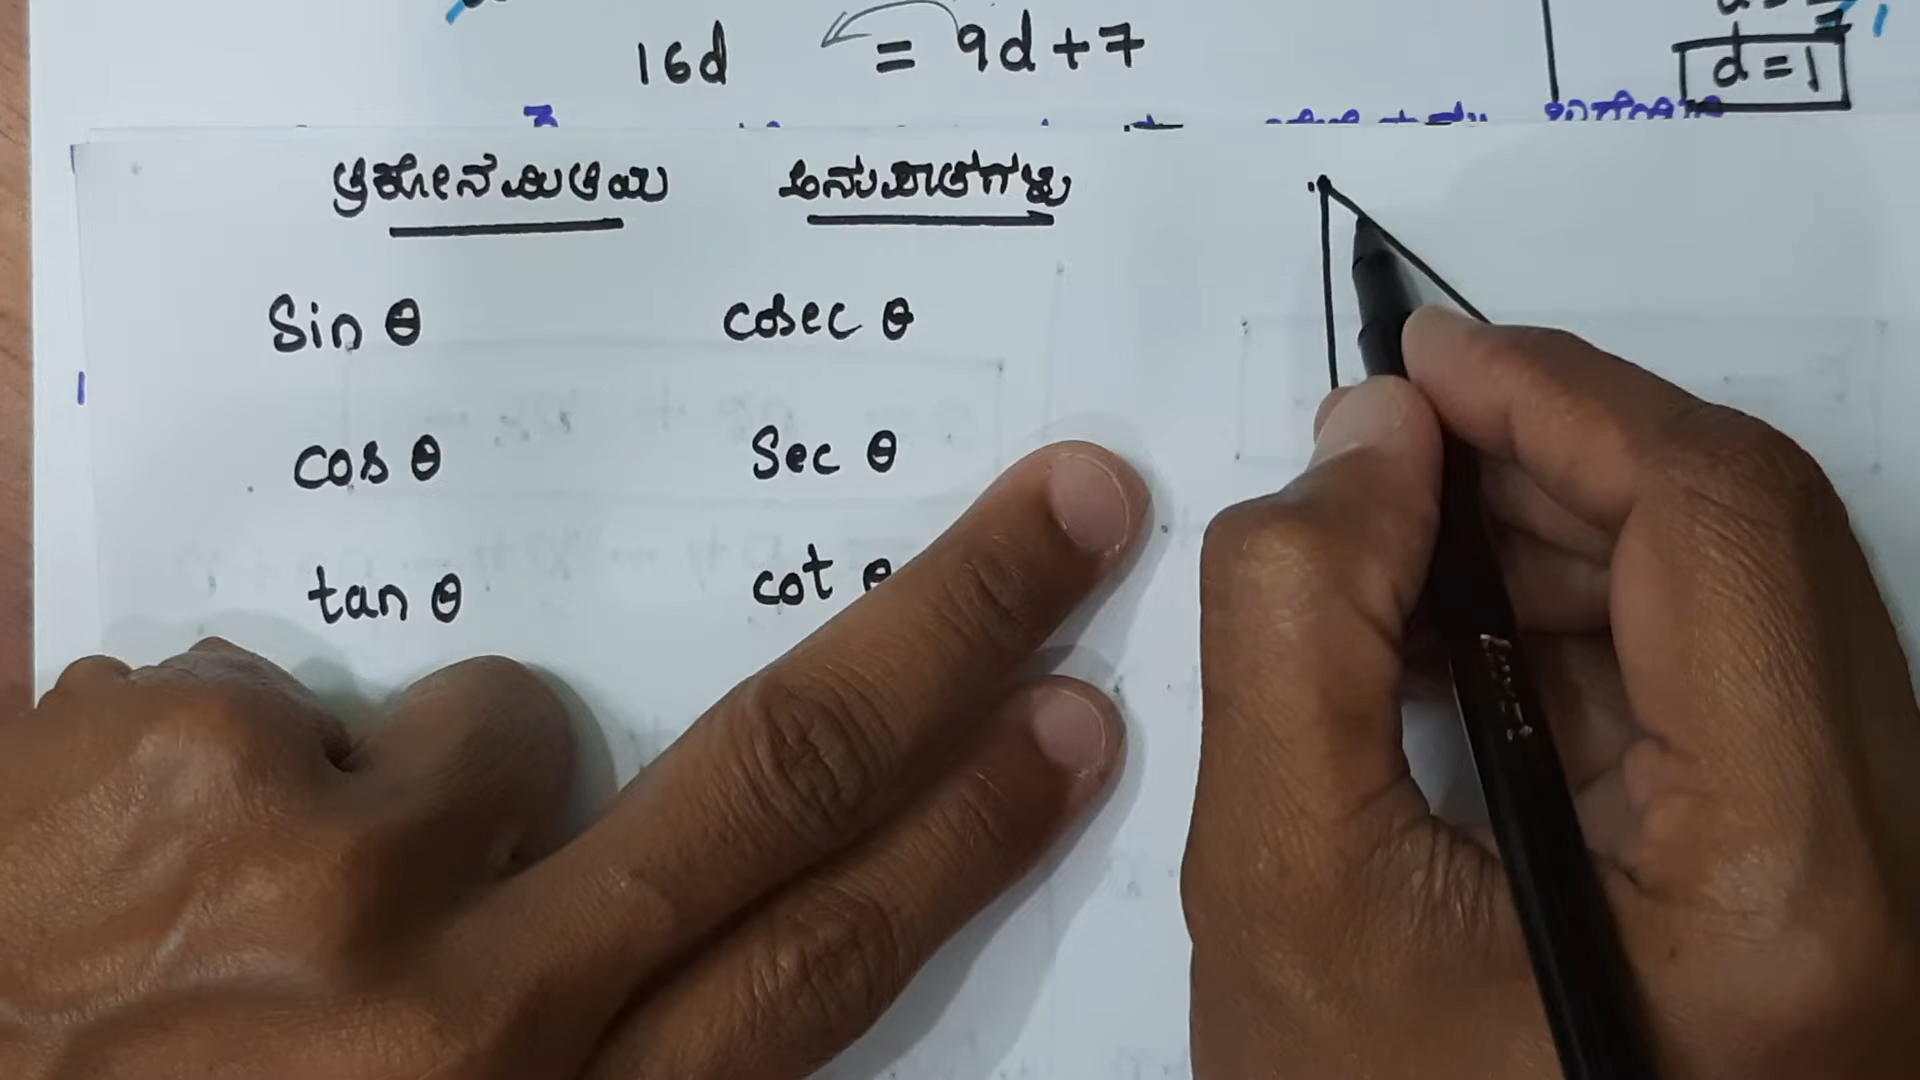 16d = 9d+7
d=1
ತ್ರಿಕೋನಮಿತಿಯ ಅನುಪಾತಗಳು
Sin θ cosec θ
cos θ Sec θ
tan θ cot θ